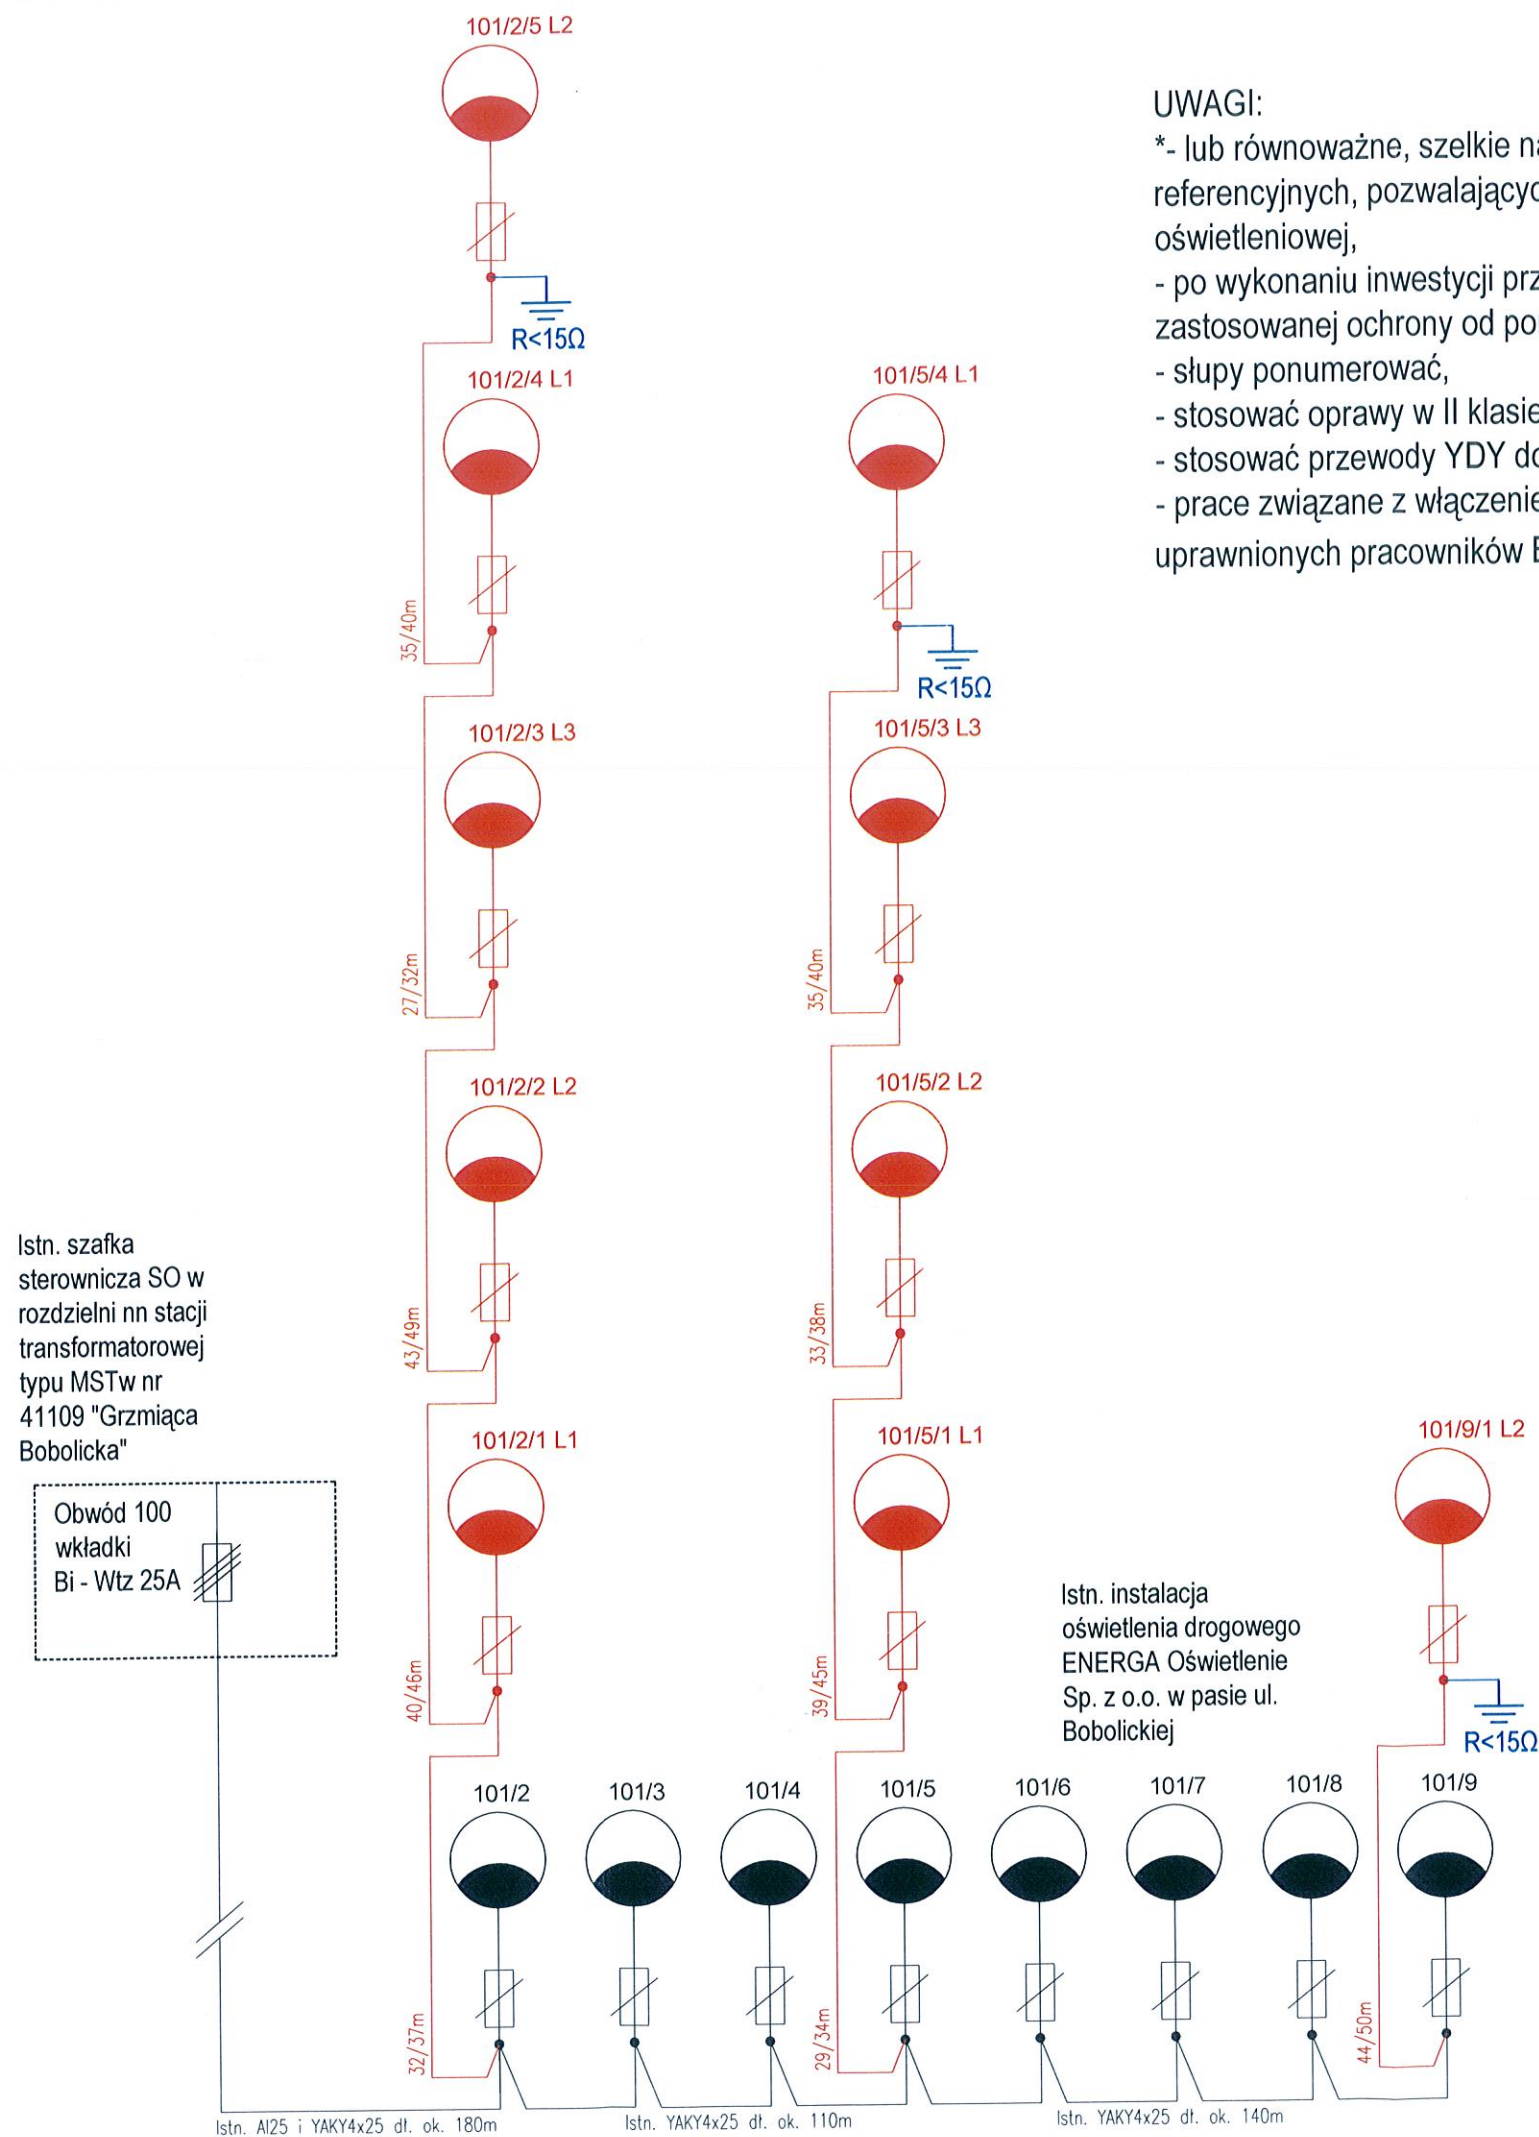 101/2/5 L2
UWAGI:
*- lub równoważne, szelkie
referencyjnych,
oświetleniowej,
- po wykonaniu inwestycji
zastosowanej ochrony od
- słupy ponumerować,
- stosować oprawy w II klasie
- stosować przewody YDY
- prace związane z
uprawnionych pracowników
R<15Ω
101/2/4 L1
101/5/4 L1
35/40m
R<15Ω
101/2/3 L3
101/5/3 L3
27/32m
35/40m
101/2/2 L2
101/5/2 L2
43/49m
33/38m
Istn. szafka
sterownicza SO w
rozdzielni nn stacji
transformatorowej
typu MSTw nr
41109 "Grzmiąca
Bobolicka"
101/2/1 L1
101/5/1 L1
101/9/1 L2
Obwód 100
wkładki
Bi - Wtz 25A
40/46m
39/45m
Istn. instalacja
oświetlenia drogowego
ENERGA Oświetlenie
Sp. z o.o. w pasie ul.
Bobolickiej
R<15Ω
101/2
101/3
101/4
101/5
101/6
101/7
101/8
101/9
32/37m
29/34m
44/50m
Istn. Al25 i YAKY4x25 dł. ok. 180m
Istn. YAKY4x25 dł. ok. 110m
Istn. YAKY4x25 dł. ok. 140m